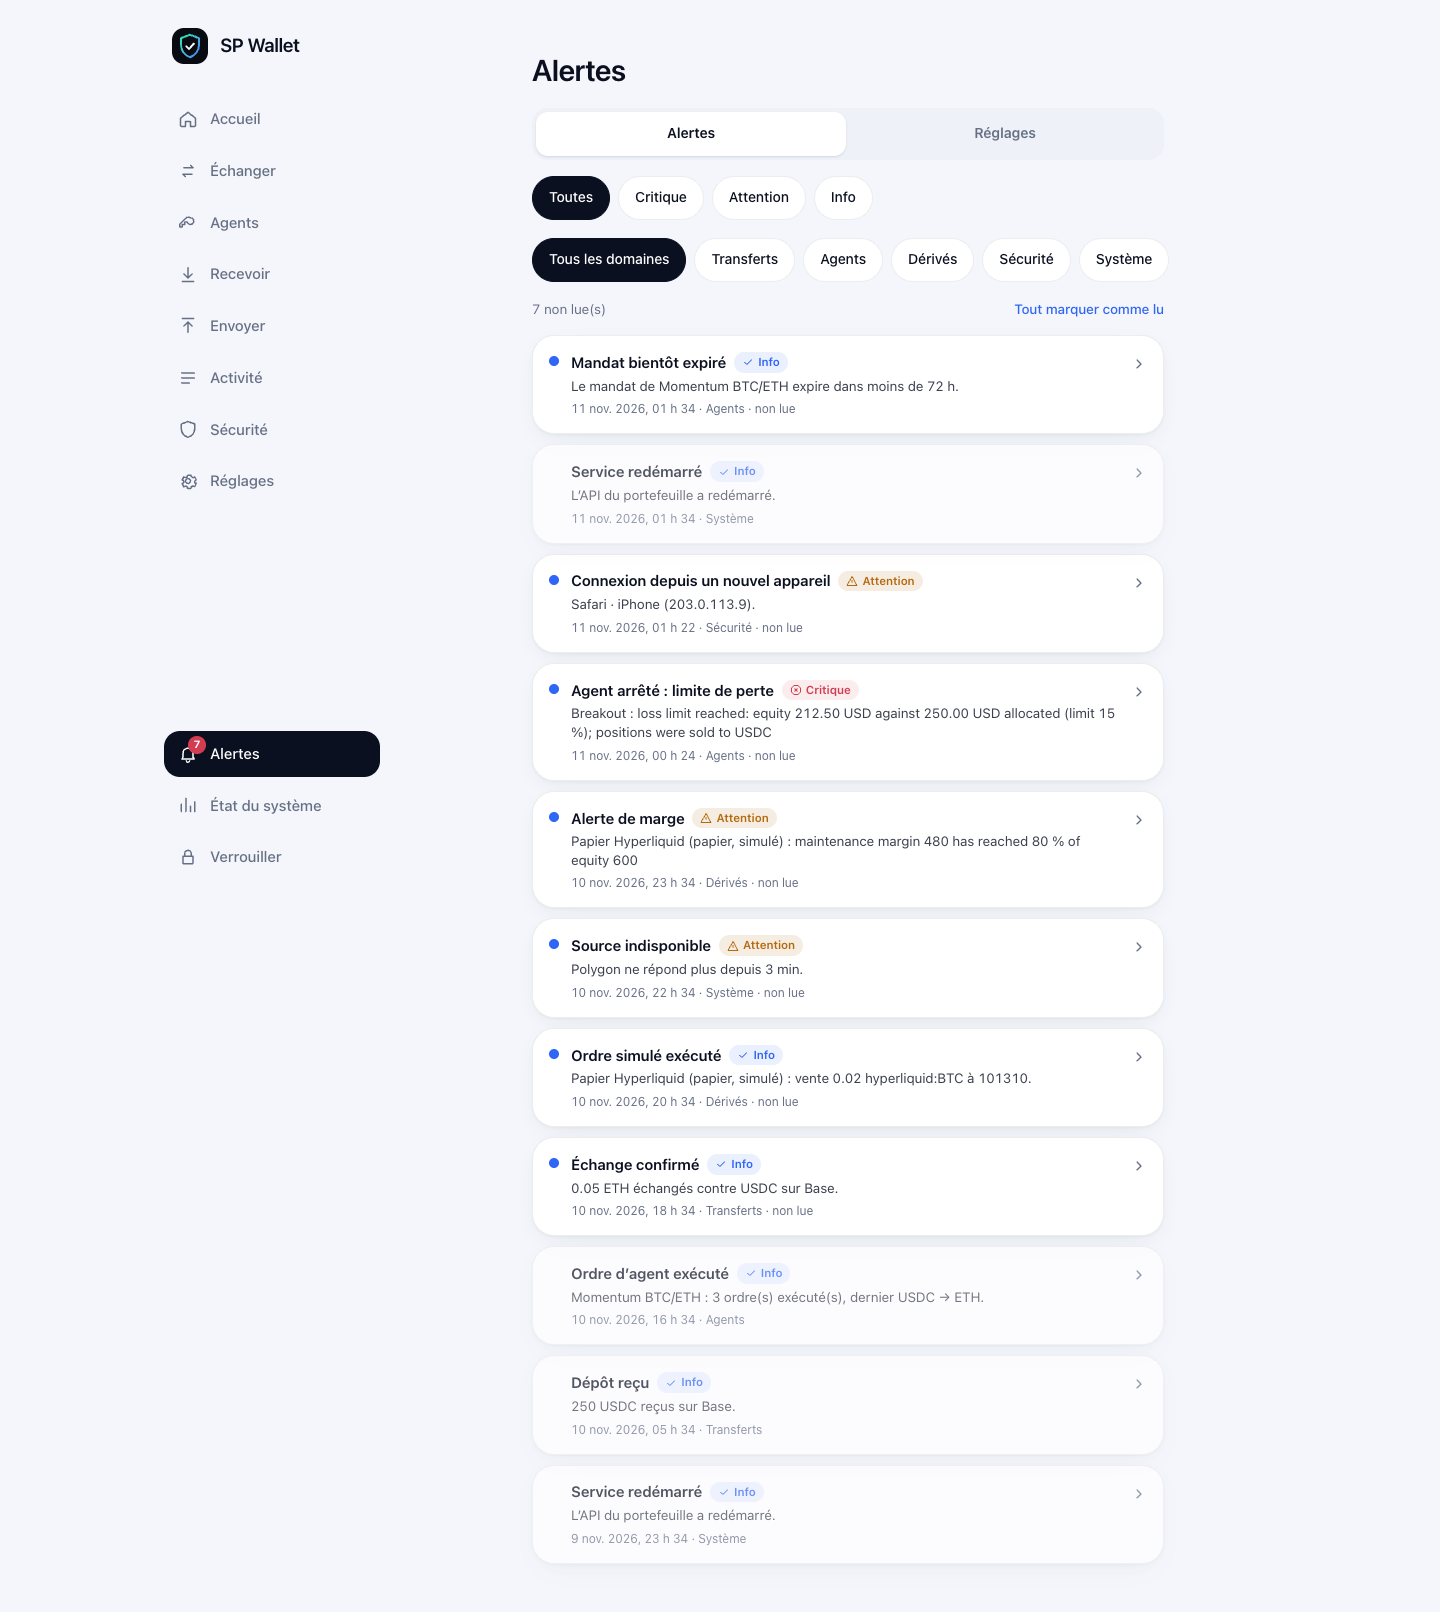 SP Wallet
Accueil
Échanger
Agents
Recevoir
Envoyer
Activité
Sécurité
Réglages
7
Alertes
État du système
Verrouiller
Alertes
Alertes
Réglages
Toutes
Critique
Attention
Info
Tous les domaines
Transferts
Agents
Dérivés
Sécurité
Système
7 non lue(s)
Tout marquer comme lu
Mandat bientôt expiré Info
Le mandat de Momentum BTC/ETH expire dans moins de 72 h.
11 nov. 2026, 01 h 34 · Agents · non lue
Service redémarré Info
L’API du portefeuille a redémarré.
11 nov. 2026, 01 h 34 · Système
Connexion depuis un nouvel appareil Attention
Safari · iPhone (203.0.113.9).
11 nov. 2026, 01 h 22 · Sécurité · non lue
Agent arrêté : limite de perte Critique
Breakout : loss limit reached: equity 212.50 USD against 250.00 USD allocated (limit 15
%); positions were sold to USDC
11 nov. 2026, 00 h 24 · Agents · non lue
Alerte de marge Attention
Papier Hyperliquid (papier, simulé) : maintenance margin 480 has reached 80 % of
equity 600
10 nov. 2026, 23 h 34 · Dérivés · non lue
Source indisponible Attention
Polygon ne répond plus depuis 3 min.
10 nov. 2026, 22 h 34 · Système · non lue
Ordre simulé exécuté Info
Papier Hyperliquid (papier, simulé) : vente 0.02 hyperliquid:BTC à 101310.
10 nov. 2026, 20 h 34 · Dérivés · non lue
Échange confirmé Info
0.05 ETH échangés contre USDC sur Base.
10 nov. 2026, 18 h 34 · Transferts · non lue
Ordre d’agent exécuté Info
Momentum BTC/ETH : 3 ordre(s) exécuté(s), dernier USDC → ETH.
10 nov. 2026, 16 h 34 · Agents
Dépôt reçu Info
250 USDC reçus sur Base.
10 nov. 2026, 05 h 34 · Transferts
Service redémarré Info
L’API du portefeuille a redémarré.
9 nov. 2026, 23 h 34 · Système